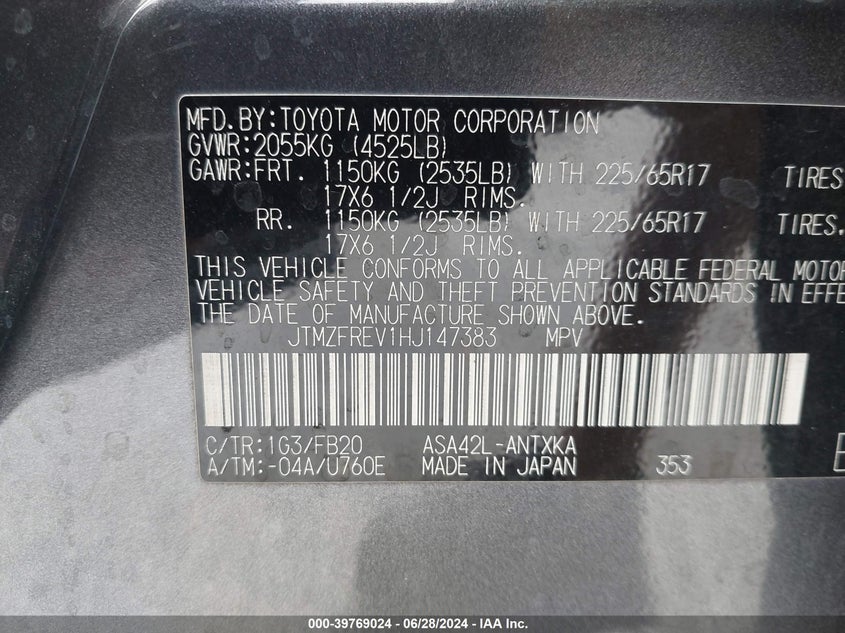 MFD.BY:TOYOTA MOTOR CORPORATION
GVWR:2055KG (4525LB)
GAWR:FRT. 1150KG (2535LB) WITH 225/65R17 TIRES
17X6 1/2J RIMS.
RR. 1150KG (2535LB) WITH 225/65R17 TIRES.
17X6 1/2J RIMS.
THIS VEHICLE CONFORMS TO ALL APPLICABLE FEDERAL MOTOR
VEHICLE SAFETY AND THEFT PREVENTION STANDARDS IN EFFE
THE DATE OF MANUFACTURE SHOWN ABOVE.
JTMZFREV1HJ147383 MPV
C/TR:1G3/FB20 ASA42L-ANTXKA
A/TM:-04A/U760E MADE IN JAPAN 353
000-39769024 - 06/28/2024 - IAA Inc.